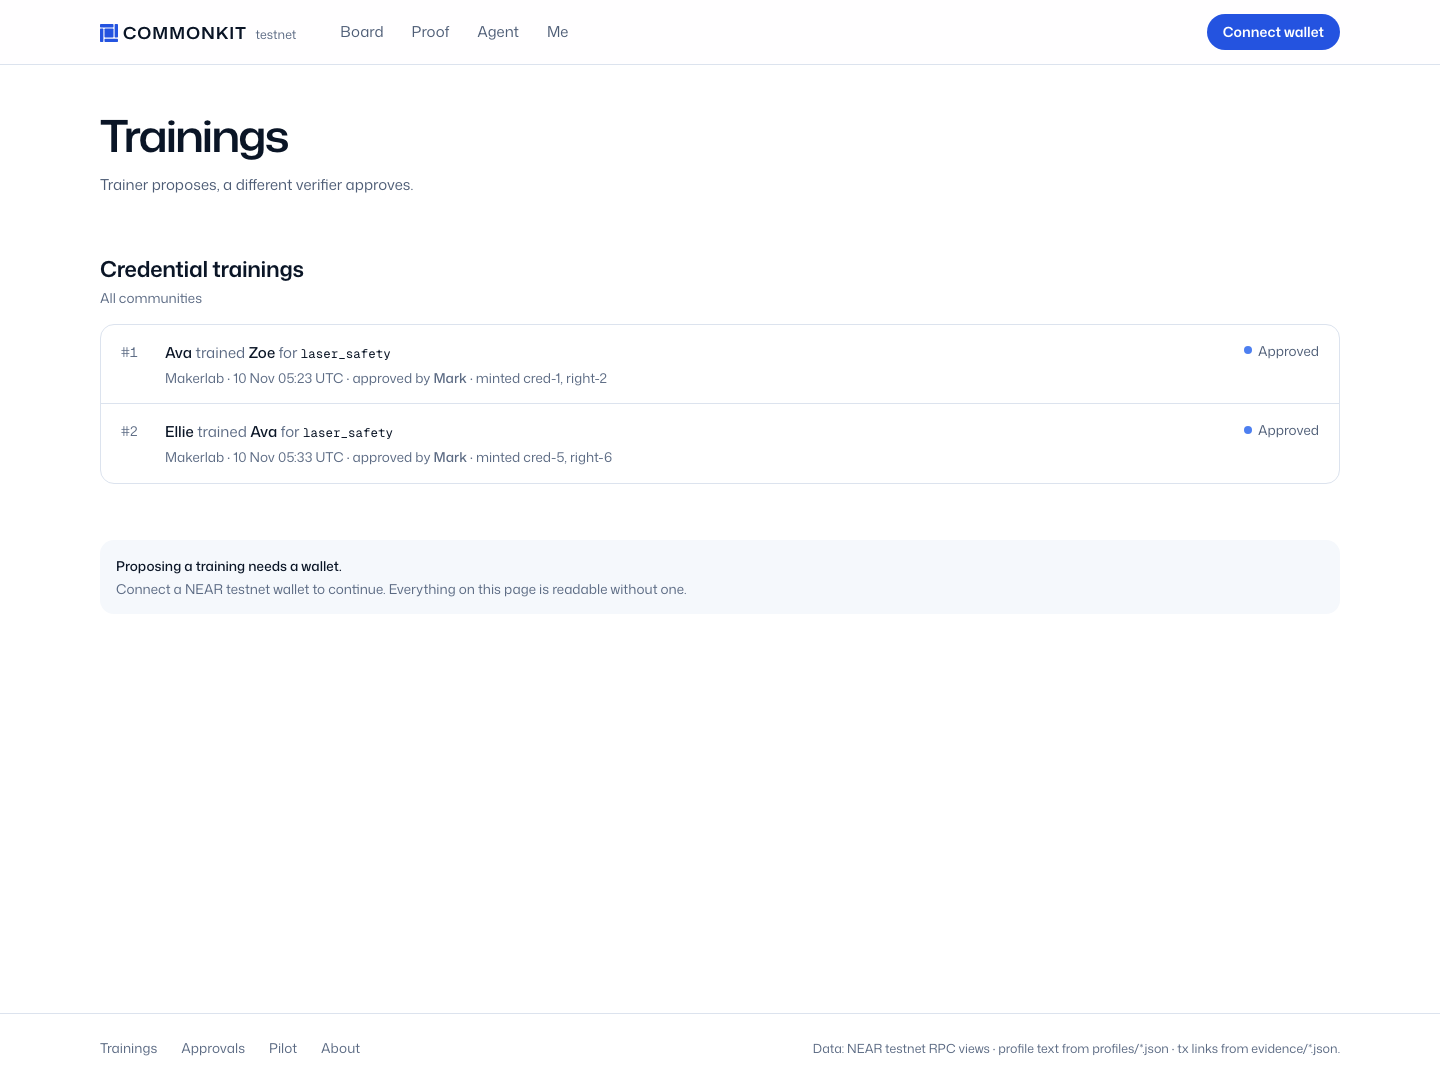 COMMONKIT testnet Board Proof Agent Me Connect wallet
Trainings
Trainer proposes, a different verifier approves.
Credential trainings
All communities
#1 Ava trained Zoe for laser_safety Approved
Makerlab · 10 Nov 05:23 UTC · approved by Mark · minted cred-1, right-2
#2 Ellie trained Ava for laser_safety Approved
Makerlab · 10 Nov 05:33 UTC · approved by Mark · minted cred-5, right-6
Proposing a training needs a wallet.
Connect a NEAR testnet wallet to continue. Everything on this page is readable without one.
Trainings Approvals Pilot About Data: NEAR testnet RPC views · profile text from profiles/*.json · tx links from evidence/*.json.